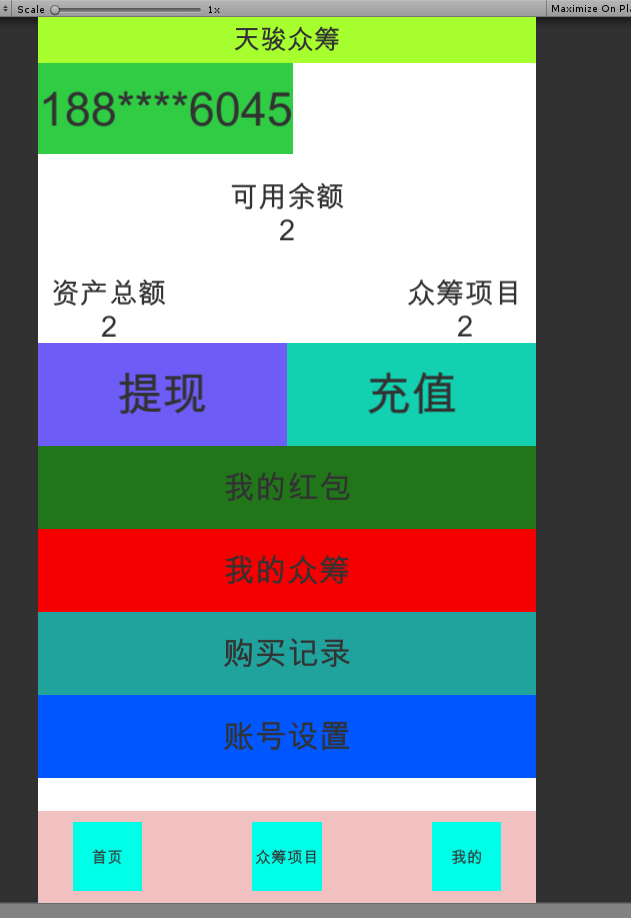 Scale 1x Maximize On Pl
天骏众筹
188****6045
可用余额
2
资产总额 众筹项目
2 2
提现 充值
我的红包
我的众筹
购买记录
账号设置
首页 众筹项目 我的